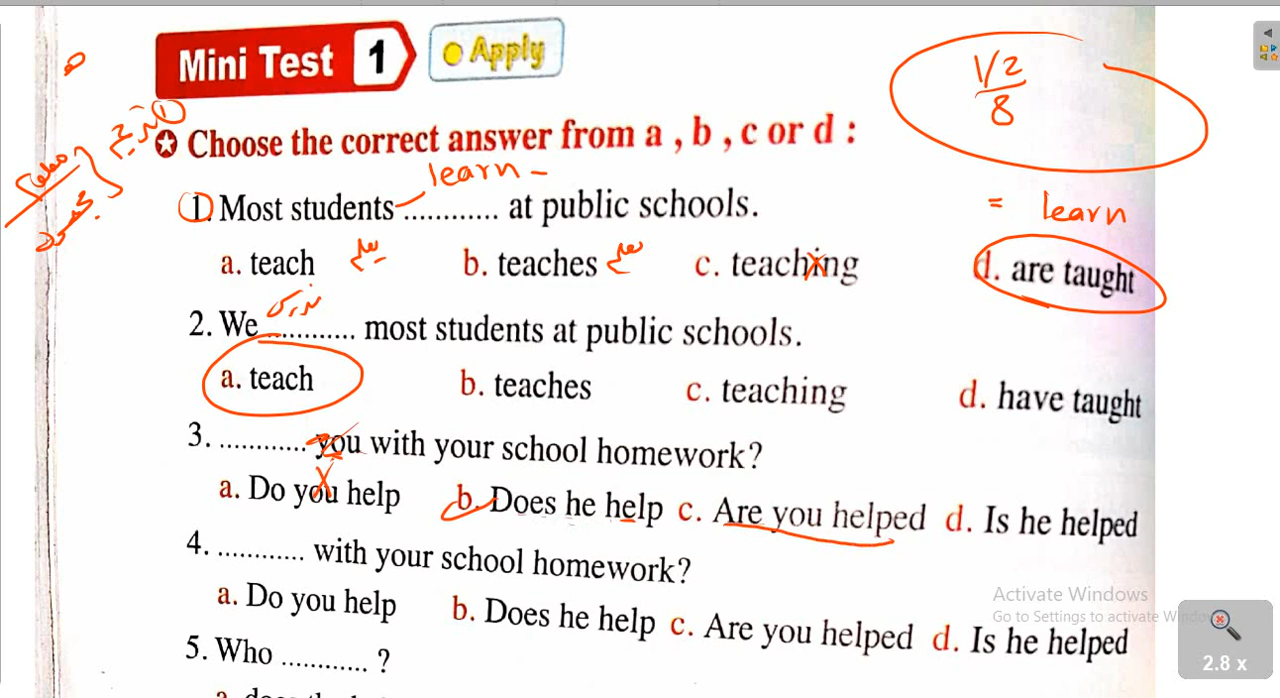 Mini Test 1 Apply
1/2
8
Choose the correct answer from a , b , c or d :
learn -
1. Most students ............ at public schools.
= learn
a. teach b. teaches c. teaching d. are taught
2. We ............ most students at public schools.
a. teach b. teaches c. teaching d. have taught
3. ............ you with your school homework?
a. Do you help b. Does he help c. Are you helped d. Is he helped
4. ............ with your school homework?
a. Do you help b. Does he help c. Are you helped d. Is he helped
5. Who ............ ?
Activate Windows
Go to Settings to activate Windows
2.8 x